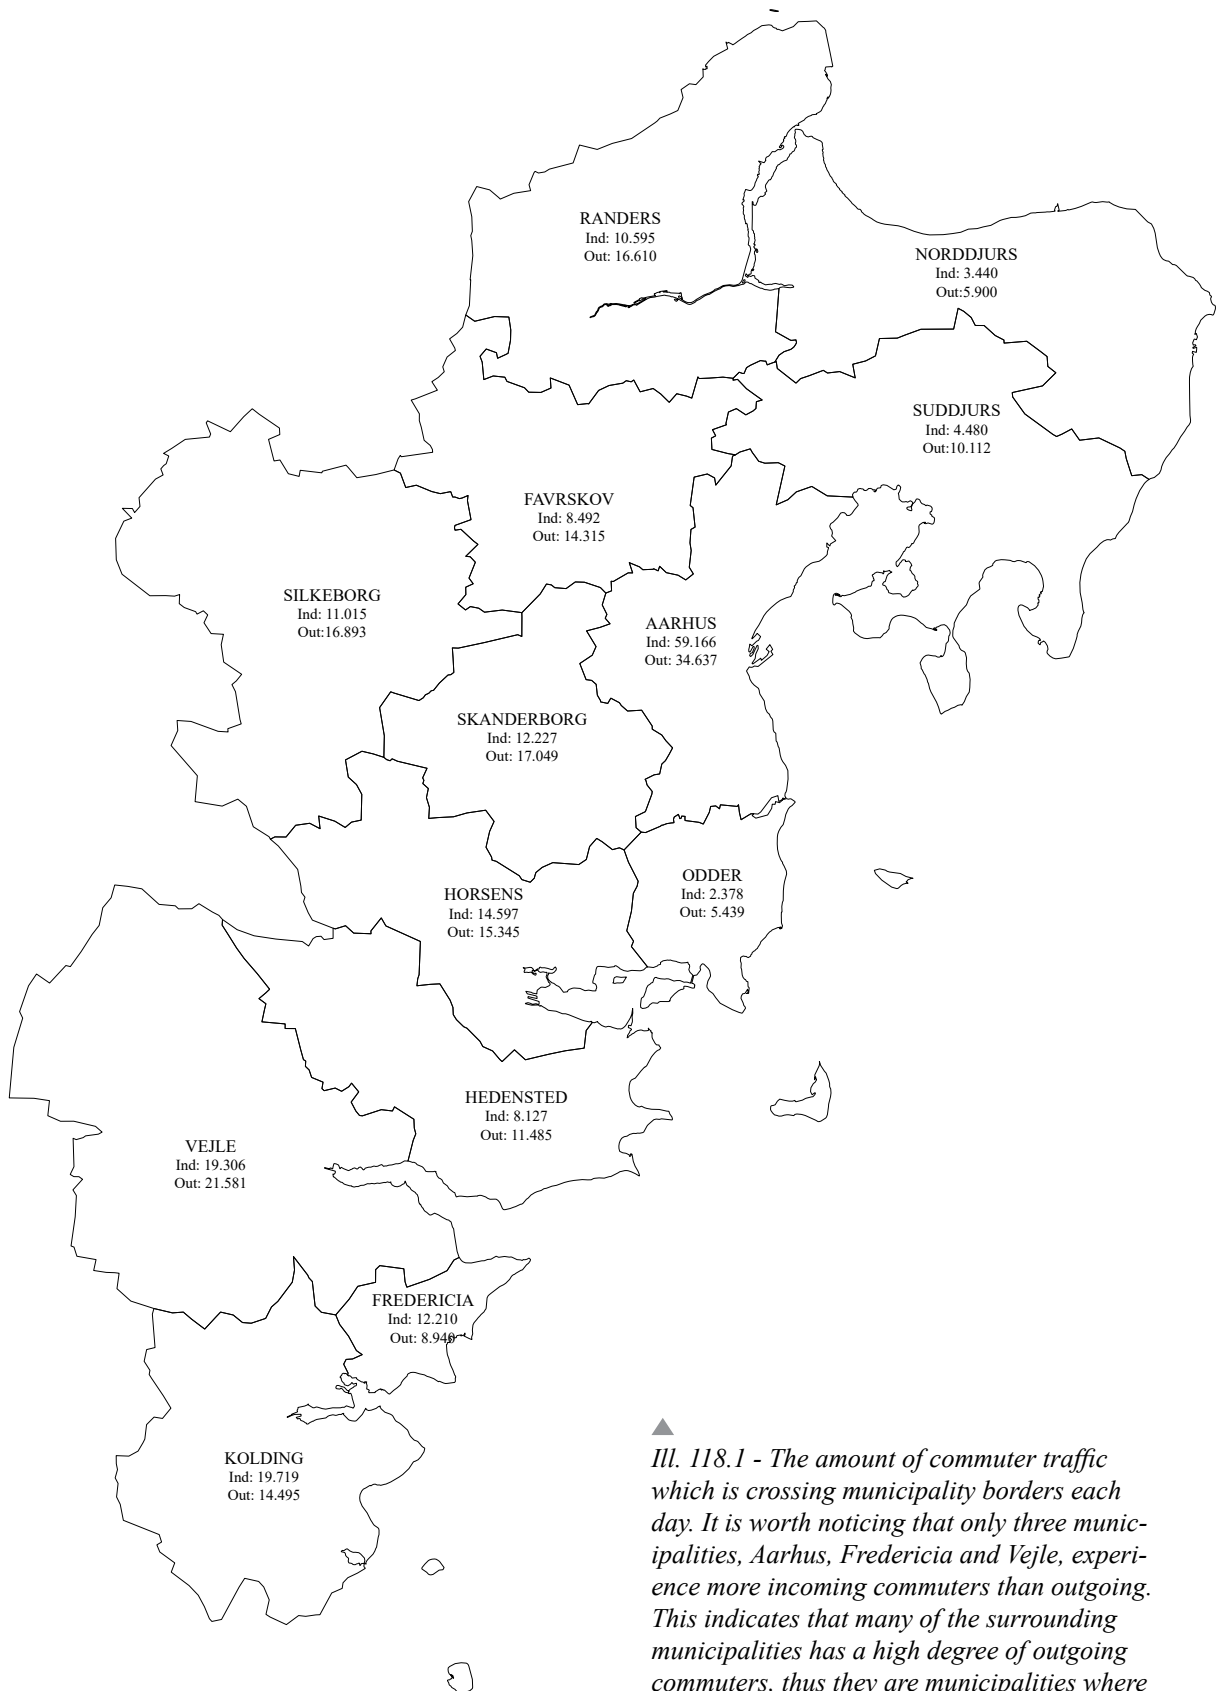 RANDERS
Ind: 10.595
Out: 16.610
NORDDJURS
Ind: 3.440
Out:5.900
SUDDJURS
Ind: 4.480
Out:10.112
FAVRSKOV
Ind: 8.492
Out: 14.315
SILKEBORG
Ind: 11.015
Out:16.893
AARHUS
Ind: 59.166
Out: 34.637
SKANDERBORG
Ind: 12.227
Out: 17.049
ODDER
Ind: 2.378
Out: 5.439
HORSENS
Ind: 14.597
Out: 15.345
HEDENSTED
Ind: 8.127
Out: 11.485
VEJLE
Ind: 19.306
Out: 21.581
FREDERICIA
Ind: 12.210
Out: 8.940
KOLDING
Ind: 19.719
Out: 14.495
Ill. 118.1 - The amount of commuter traffic
which is crossing municipality borders each
day. It is worth noticing that only three munic-
ipalities, Aarhus, Fredericia and Vejle, experi-
ence more incoming commuters than outgoing.
This indicates that many of the surrounding
municipalities has a high degree of outgoing
commuters, thus they are municipalities where